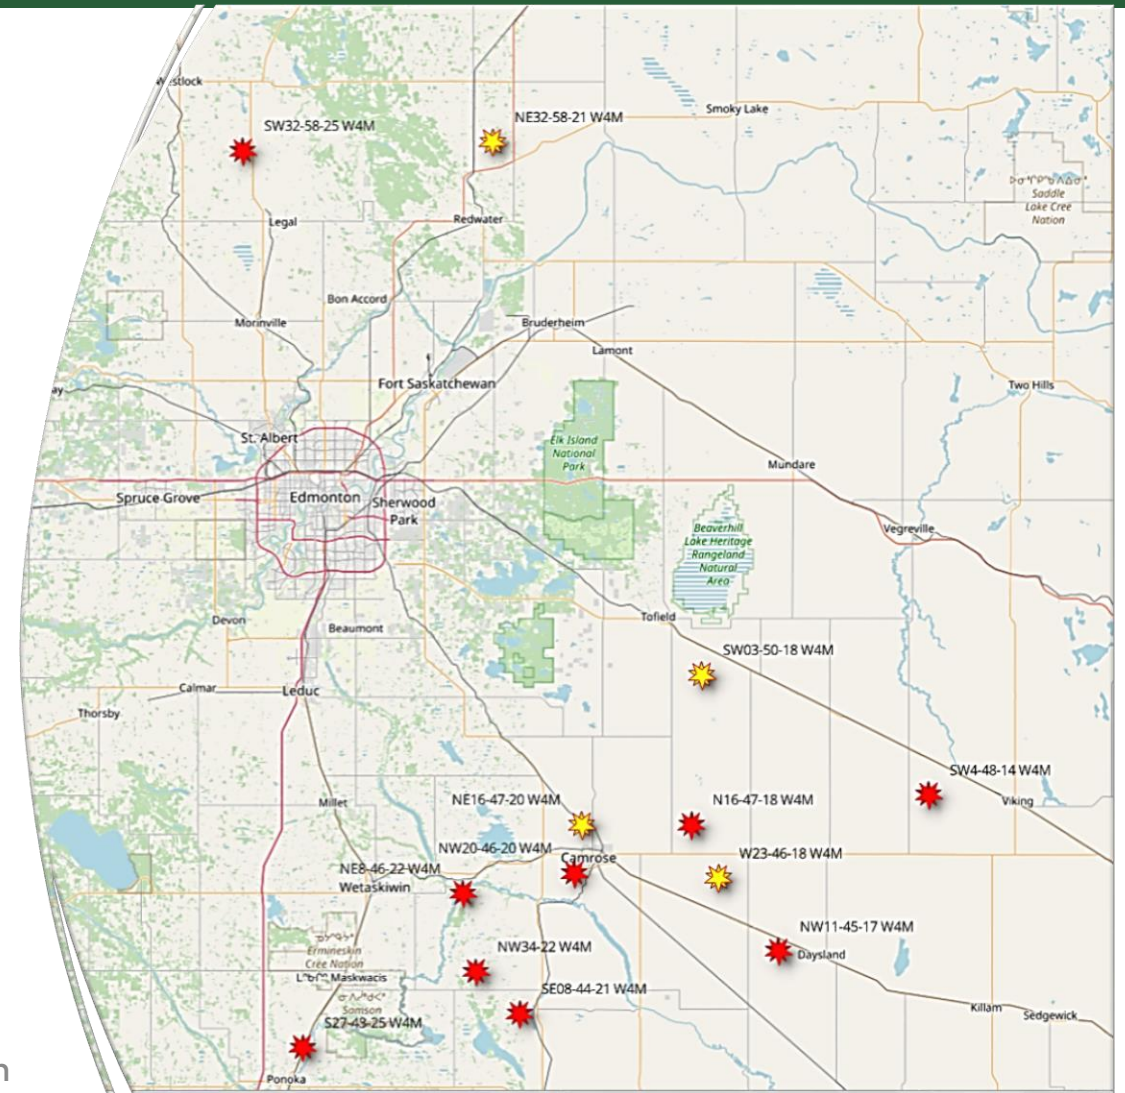 Westlock
SW32-58-25 W4M
NE32-58-21 W4M
Smoky Lake
Saddle
Lake Cree
Nation
Legal
Redwater
Bon Accord
Morinville
Bruderheim
Lamont
Fort Saskatchewan
Two Hills
ay
St. Albert
Elk Island
National
Park
Mundare
Spruce Grove
Edmonton
Sherwood
Park
Vegreville
Beaverhill
Lake Heritage
Rangeland
Natural
Area
Tofield
Devon
Beaumont
SW03-50-18 W4M
Calmar
Leduc
Thorsby
SW4-48-14 W4M
Millet
NE16-47-20 W4M
N16-47-18 W4M
Viking
NW20-46-20 W4M
Camrose
W23-46-18 W4M
NE8-46-22 W4M
Wetaskiwin
NW11-45-17 W4M
Ermineskin
Cree Nation
NW34-22 W4M
Daysland
Maskwacis
SE08-44-21 W4M
Samson
Killam
Sedgewick
S27-43-25 W4M
Ponoka
n